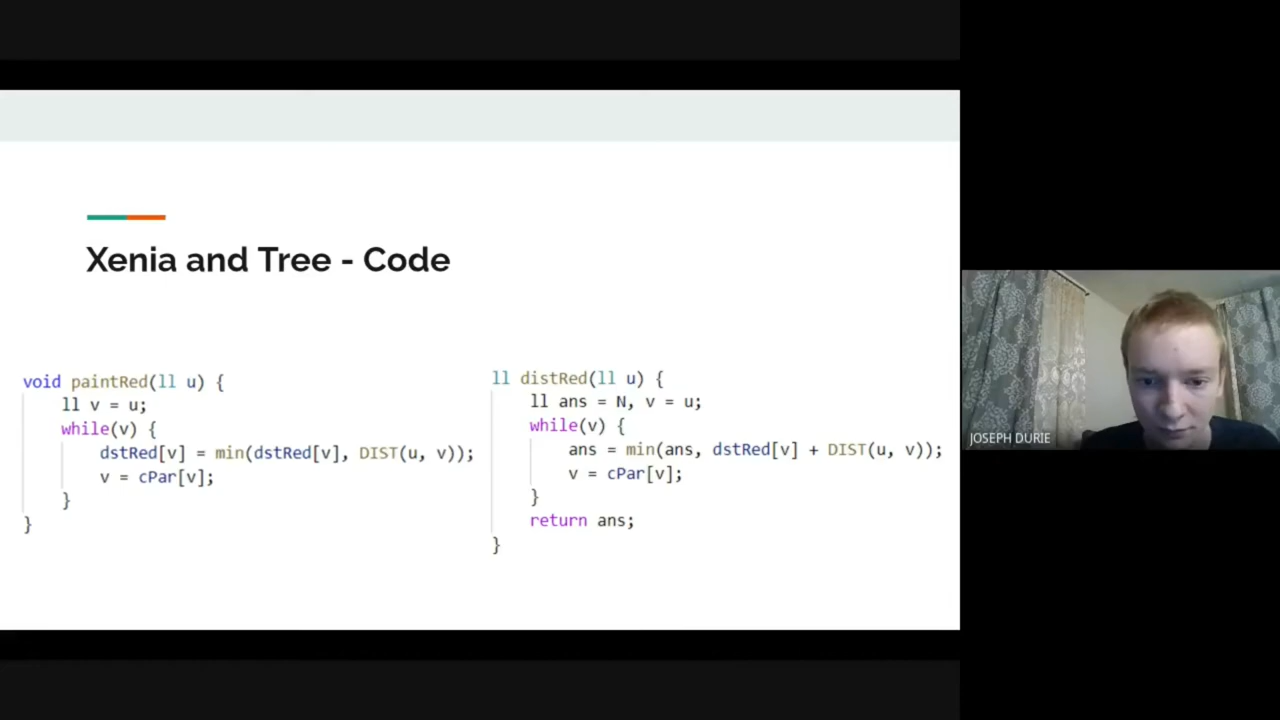 Xenia and Tree - Code
void paintRed(ll u) {
ll v = u;
while(v) {
dstRed[v] = min(dstRed[v], DIST(u, v));
v = cPar[v];
}
}
ll distRed(ll u) {
ll ans = N, v = u;
while(v) {
ans = min(ans, dstRed[v] + DIST(u, v));
v = cPar[v];
}
return ans;
}
JOSEPH DURIE